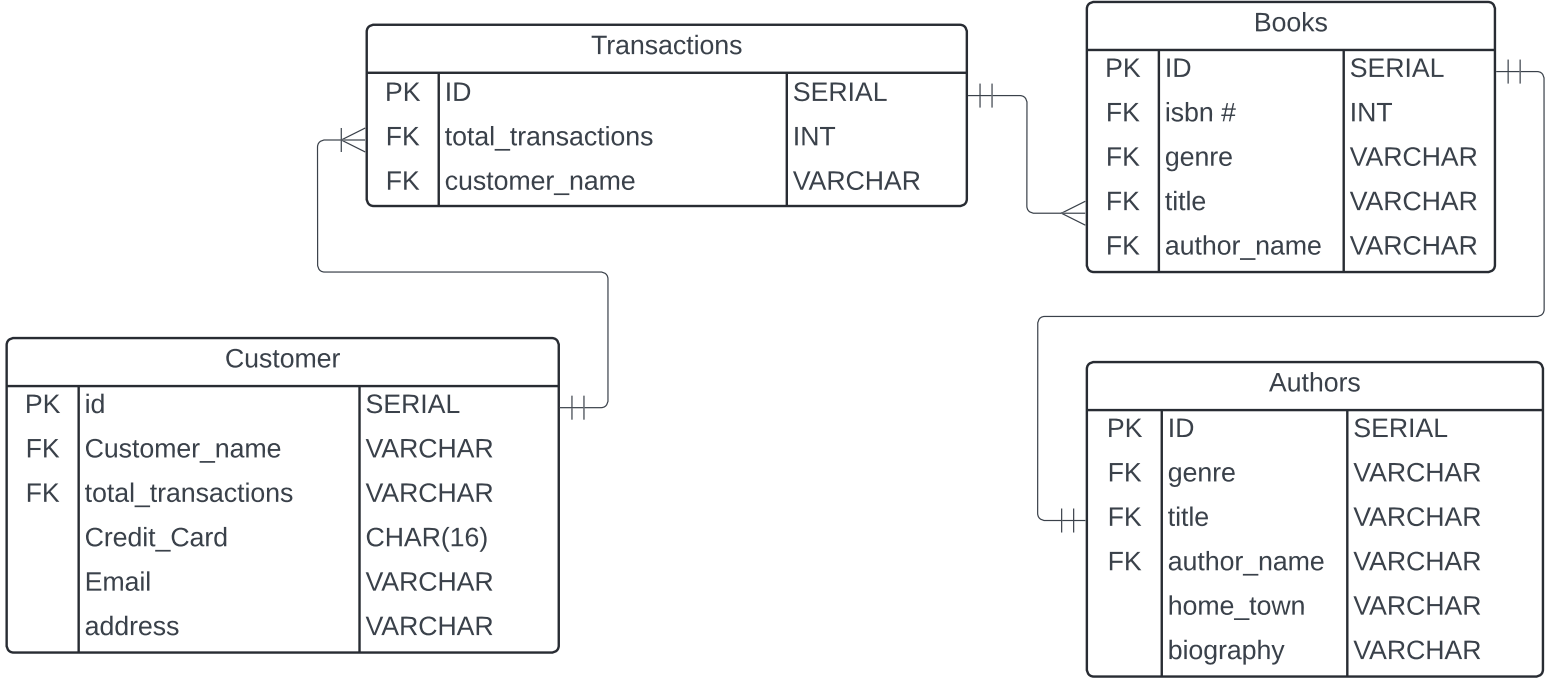 Transactions
PK ID SERIAL
FK total_transactions INT
FK customer_name VARCHAR
Books
PK ID SERIAL
FK isbn # INT
FK genre VARCHAR
FK title VARCHAR
FK author_name VARCHAR
Customer
PK id SERIAL
FK Customer_name VARCHAR
FK total_transactions VARCHAR
Credit_Card CHAR(16)
Email VARCHAR
address VARCHAR
Authors
PK ID SERIAL
FK genre VARCHAR
FK title VARCHAR
FK author_name VARCHAR
home_town VARCHAR
biography VARCHAR